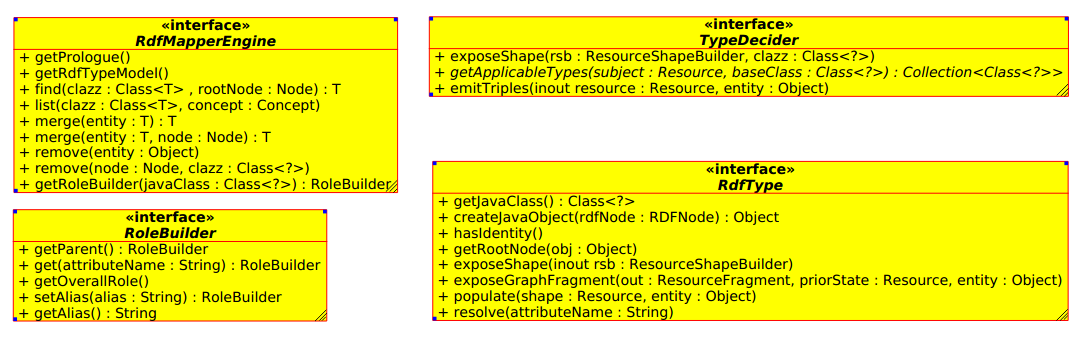 «interface»
RdfMapperEngine
+ getPrologue()
+ getRdfTypeModel()
+ find(clazz : Class<T> , rootNode : Node) : T
+ list(clazz : Class<T>, concept : Concept)
+ merge(entity : T) : T
+ merge(entity : T, node : Node) : T
+ remove(entity : Object)
+ remove(node : Node, clazz : Class<?>)
+ getRoleBuilder(javaClass : Class<?>) : RoleBuilder
«interface»
RoleBuilder
+ getParent() : RoleBuilder
+ get(attributeName : String) : RoleBuilder
+ getOverallRole()
+ setAlias(alias : String) : RoleBuilder
+ getAlias() : String
«interface»
TypeDecider
+ exposeShape(rsb : ResourceShapeBuilder, clazz : Class<?>)
+ getApplicableTypes(subject : Resource, baseClass : Class<?>) : Collection<Class<?>>
+ emitTriples(inout resource : Resource, entity : Object)
«interface»
RdfType
+ getJavaClass() : Class<?>
+ createJavaObject(rdfNode : RDFNode) : Object
+ hasIdentity()
+ getRootNode(obj : Object)
+ exposeShape(inout rsb : ResourceShapeBuilder)
+ exposeGraphFragment(out : ResourceFragment, priorState : Resource, entity : Object)
+ populate(shape : Resource, entity : Object)
+ resolve(attributeName : String)